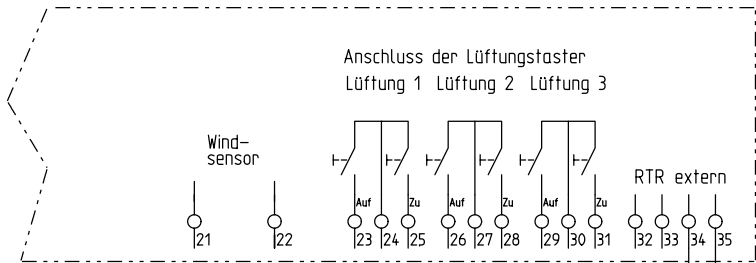 Anschluss der Lüftungstaster
Lüftung 1 Lüftung 2 Lüftung 3
Wind-
sensor
RTR extern
Auf Zu Auf Zu Auf Zu
21 22 23 24 25 26 27 28 29 30 31 32 33 34 35